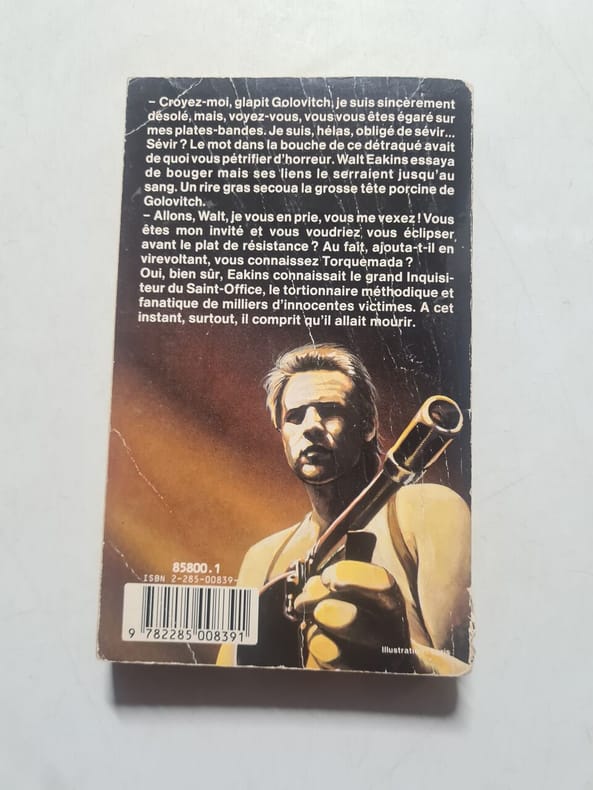 – Croyez-moi, glapit Golovitch, je suis sincèrement
désolé, mais, voyez-vous, vous vous êtes égaré sur
mes plates-bandes. Je suis, hélas, obligé de sévir...
Sévir ? Le mot dans la bouche de ce détraqué avait
de quoi vous pétrifier d'horreur. Walt Eakins essaya
de bouger mais ses liens le serraient jusqu'au
sang. Un rire gras secoua la grosse tête porcine de
Golovitch.
– Allons, Walt, je vous en prie, vous me vexez ! Vous
êtes mon invité et vous voudriez vous éclipser
avant le plat de résistance ? Au fait, ajouta-t-il en
virevoltant, vous connaissez Torquemada ?
Oui, bien sûr, Eakins connaissait le grand Inquisi-
teur du Saint-Office, le tortionnaire méthodique et
fanatique de milliers d'innocentes victimes. A cet
instant, surtout, il comprit qu'il allait mourir.
85800.1
ISBN 2-285-00839-
9 782285 008391